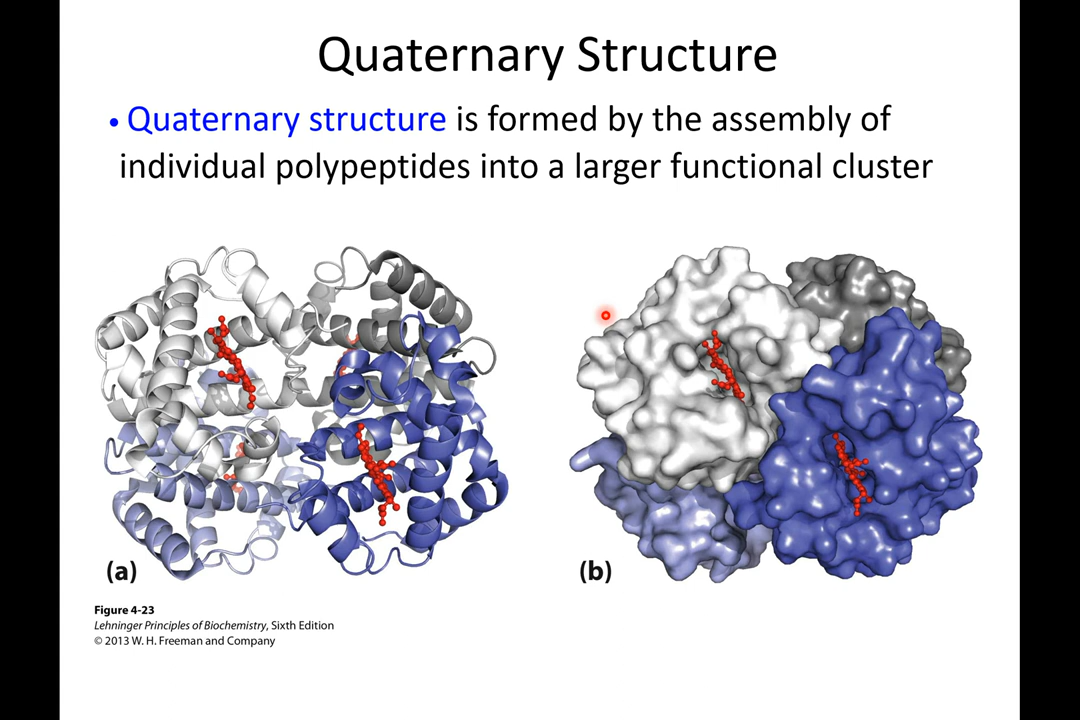 Quaternary Structure
• Quaternary structure is formed by the assembly of
individual polypeptides into a larger functional cluster
(a)
(b)
Figure 4-23
Lehninger Principles of Biochemistry, Sixth Edition
© 2013 W. H. Freeman and Company